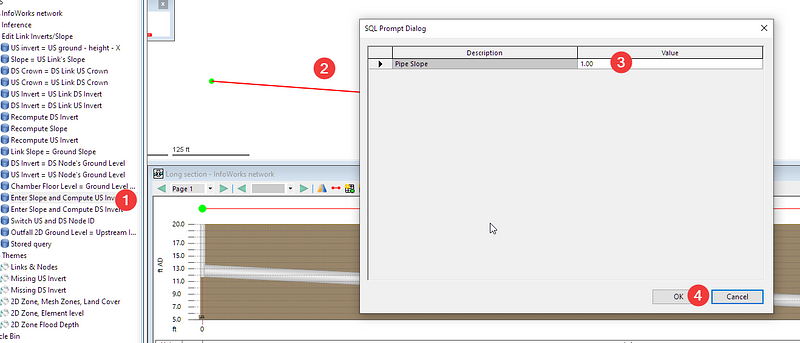 InfoWorks network
Inference
Edit Link Inverts/Slope
US invert = US ground - height - X
Slope = US Link's Slope
DS Crown = DS Link US Crown
US Crown = US Link DS Crown
US Invert = US Link DS Invert
DS Invert = DS Link US Invert
Recompute DS Invert
Recompute Slope
Recompute US Invert
Link Slope = Ground Slope
DS Invert = DS Node's Ground Level
US Invert = US Node's Ground Level
Chamber Floor Level = Ground Level ...
Enter Slope and Compute US Inv
1
Enter Slope and Compute DS Invert
Switch US and DS Node ID
Outfall 2D Ground Level = Upstream I...
Stored query
Themes
Links & Nodes
Missing US Invert
Missing DS Invert
2D Zone, Mesh Zones, Land Cover
2D Zone, Element level
2D Zone Flood Depth
cle Bin
x
2
125 ft
Long section - InfoWorks network
Page 1
20.0
17.0
15.0
13.0
11.0
9.0
7.0
5.0
ft AD
ft
0
SQL Prompt Dialog
Description
Value
Pipe Slope
1.00
3
OK
4
Cancel